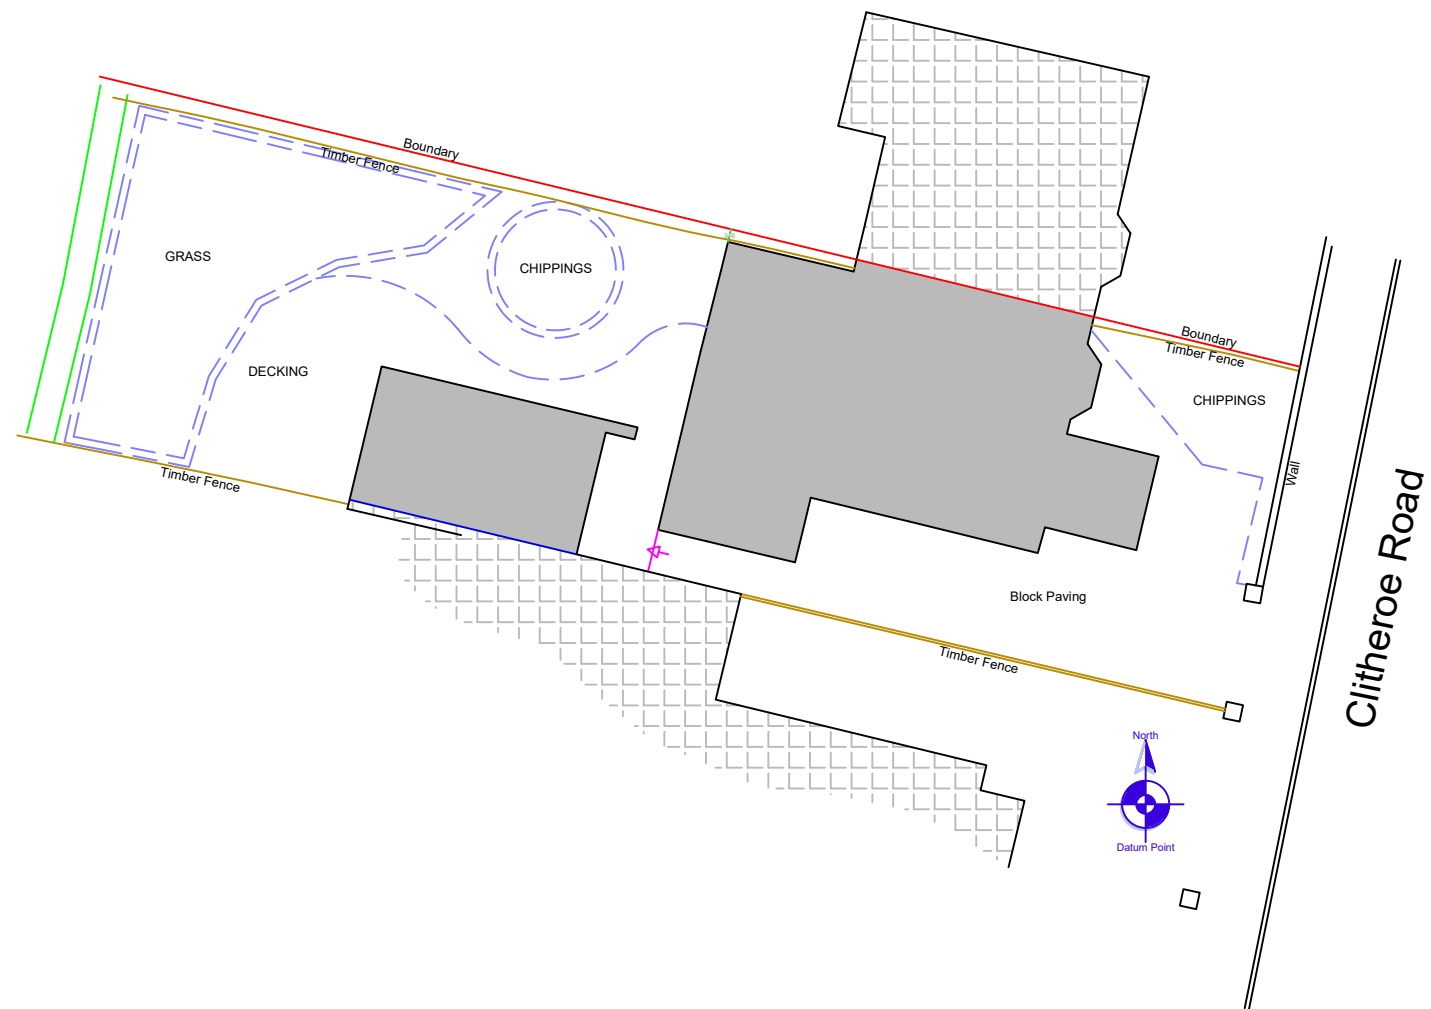 Boundary
Timber Fence
GRASS
CHIPPINGS
Boundary
Timber Fence
DECKING
CHIPPINGS
Wall
Timber Fence
Clitheroe Road
Block Paving
Timber Fence
North
Datum Point